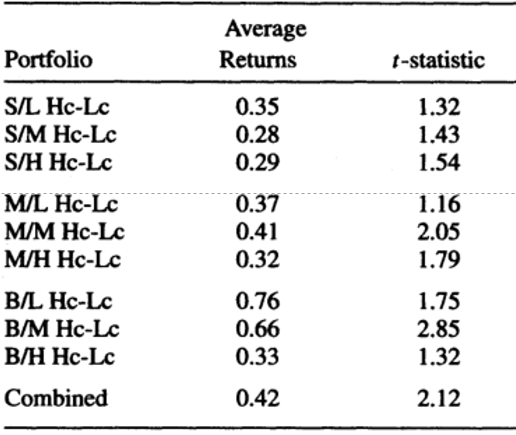 Average
Portfolio Returns t-statistic
S/L Hc-Lc 0.35 1.32
S/M Hc-Lc 0.28 1.43
S/H Hc-Lc 0.29 1.54
M/L Hc-Lc 0.37 1.16
M/M Hc-Lc 0.41 2.05
M/H Hc-Lc 0.32 1.79
B/L Hc-Lc 0.76 1.75
B/M Hc-Lc 0.66 2.85
B/H Hc-Lc 0.33 1.32
Combined 0.42 2.12